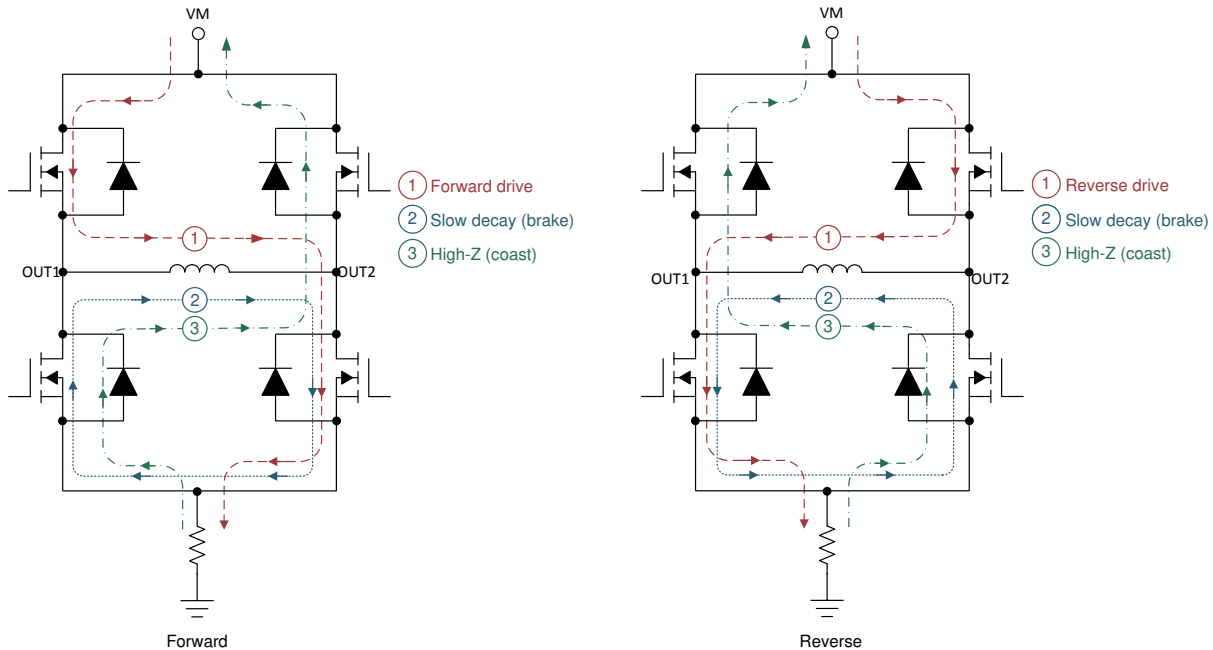 VM
1 Forward drive
2 Slow decay (brake)
3 High-Z (coast)
1
OUT1
OUT2
2
3
Forward
VM
1 Reverse drive
2 Slow decay (brake)
3 High-Z (coast)
1
OUT1
OUT2
2
3
Reverse